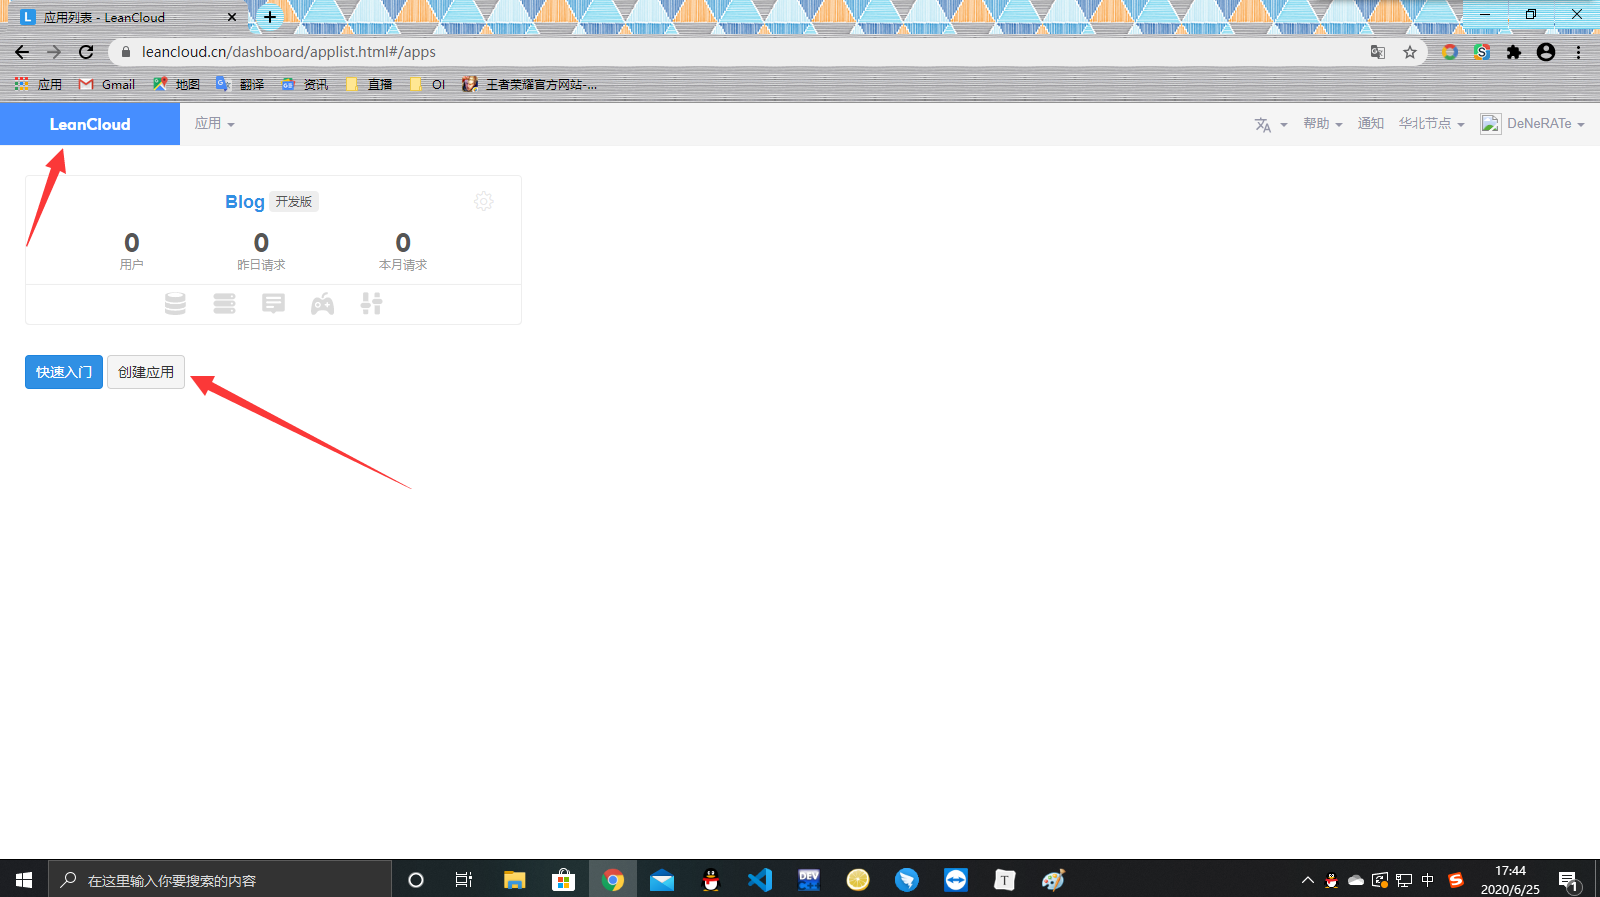 应用列表 - LeanCloud
leancloud.cn/dashboard/applist.html#/apps
应用 Gmail 地图 翻译 资讯 直播 OI 王者荣耀官方网站-...
LeanCloud 应用 帮助 通知 华北节点 DeNeRATe
Blog 开发版
0 0 0
用户 昨日请求 本月请求
快速入门 创建应用
在这里输入你要搜索的内容
中
17:44
2020/6/25
1